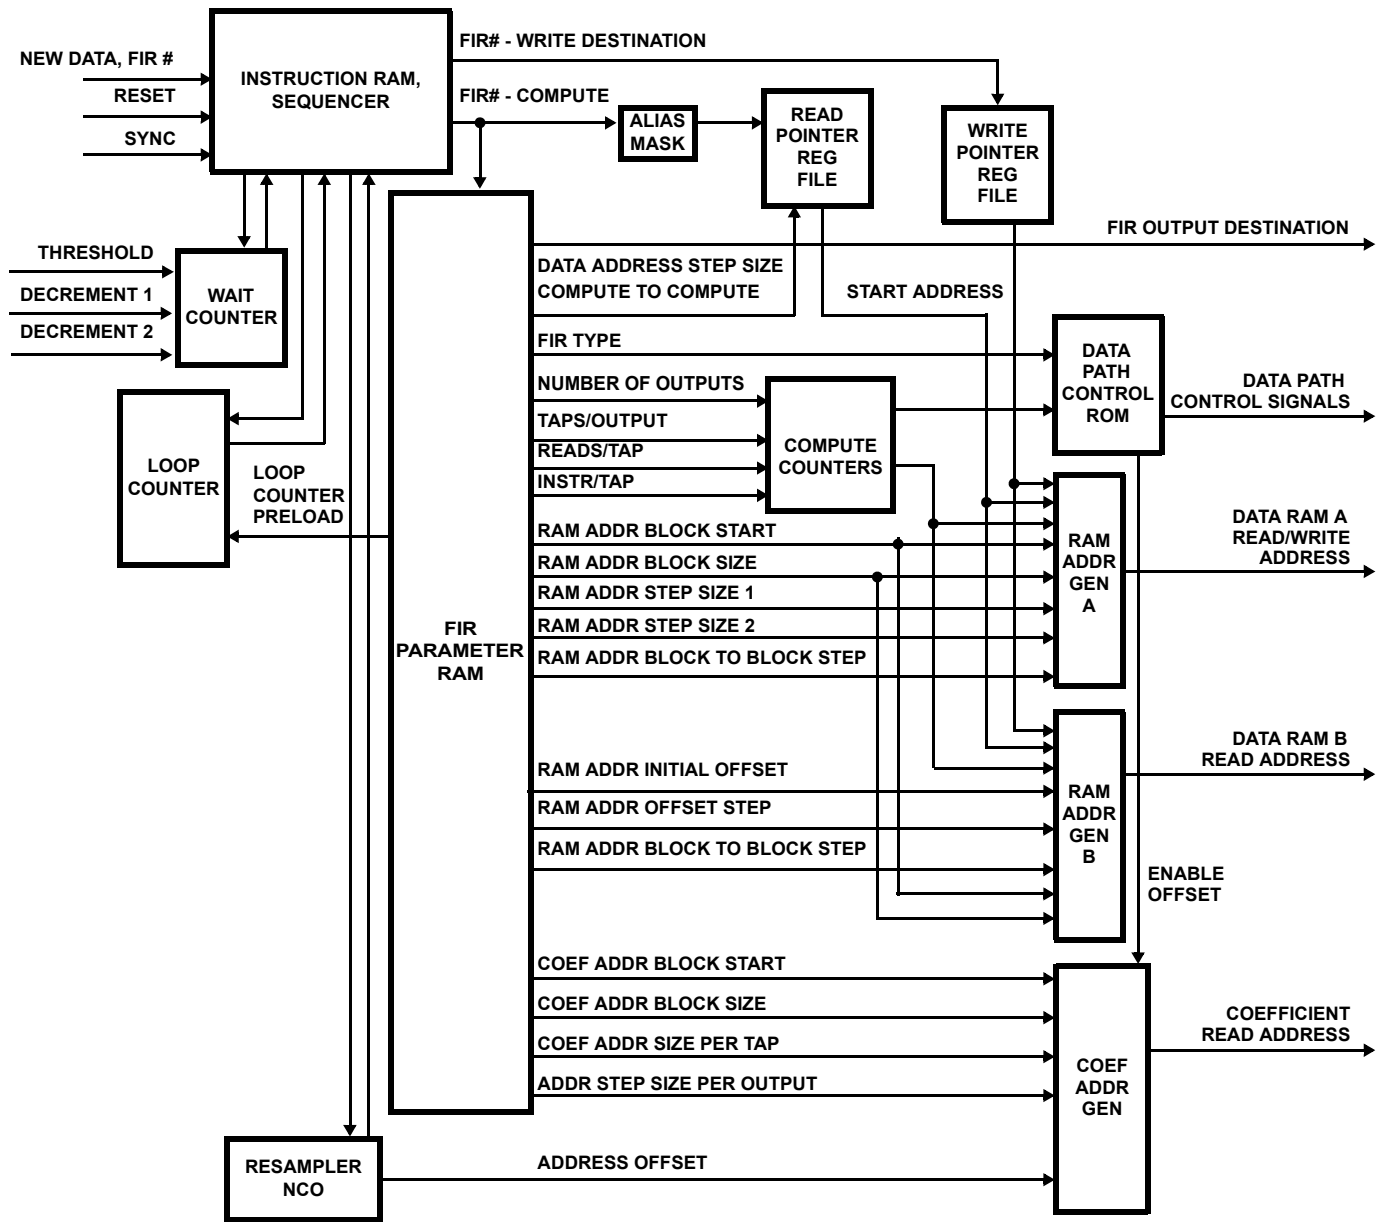 NEW DATA, FIR #
RESET
SYNC
INSTRUCTION RAM,
SEQUENCER
FIR# - WRITE DESTINATION
FIR# - COMPUTE
ALIAS
MASK
READ
POINTER
REG
FILE
WRITE
POINTER
REG
FILE
THRESHOLD
DECREMENT 1
DECREMENT 2
WAIT
COUNTER
LOOP
COUNTER
LOOP
COUNTER
PRELOAD
FIR
PARAMETER
RAM
FIR OUTPUT DESTINATION
DATA ADDRESS STEP SIZE
COMPUTE TO COMPUTE
START ADDRESS
FIR TYPE
NUMBER OF OUTPUTS
TAPS/OUTPUT
READS/TAP
INSTR/TAP
COMPUTE
COUNTERS
DATA
PATH
CONTROL
ROM
DATA PATH
CONTROL SIGNALS
RAM ADDR BLOCK START
RAM ADDR BLOCK SIZE
RAM ADDR STEP SIZE 1
RAM ADDR STEP SIZE 2
RAM ADDR BLOCK TO BLOCK STEP
RAM
ADDR
GEN
A
DATA RAM A
READ/WRITE
ADDRESS
RAM ADDR INITIAL OFFSET
RAM ADDR OFFSET STEP
RAM ADDR BLOCK TO BLOCK STEP
RAM
ADDR
GEN
B
DATA RAM B
READ ADDRESS
ENABLE
OFFSET
COEF ADDR BLOCK START
COEF ADDR BLOCK SIZE
COEF ADDR SIZE PER TAP
ADDR STEP SIZE PER OUTPUT
COEF
ADDR
GEN
COEFFICIENT
READ ADDRESS
RESAMPLER
NCO
ADDRESS OFFSET